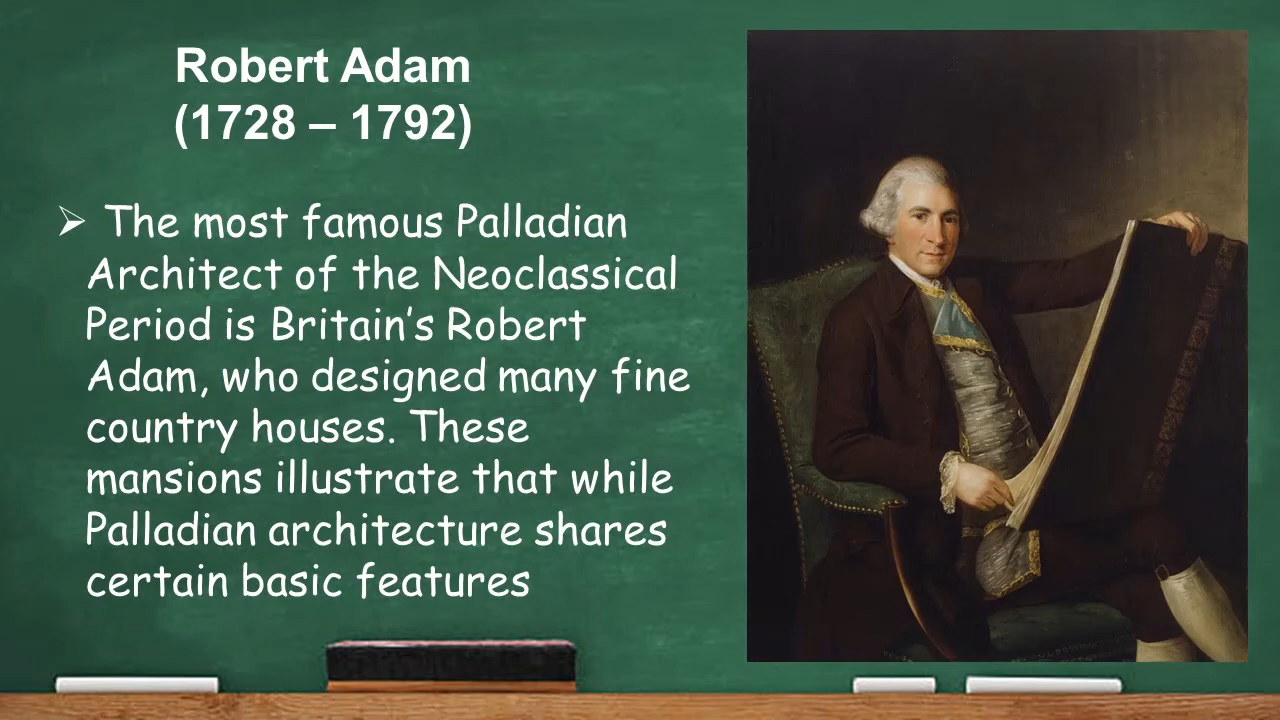 Robert Adam
(1728 – 1792)
➢ The most famous Palladian
Architect of the Neoclassical
Period is Britain’s Robert
Adam, who designed many fine
country houses. These
mansions illustrate that while
Palladian architecture shares
certain basic features